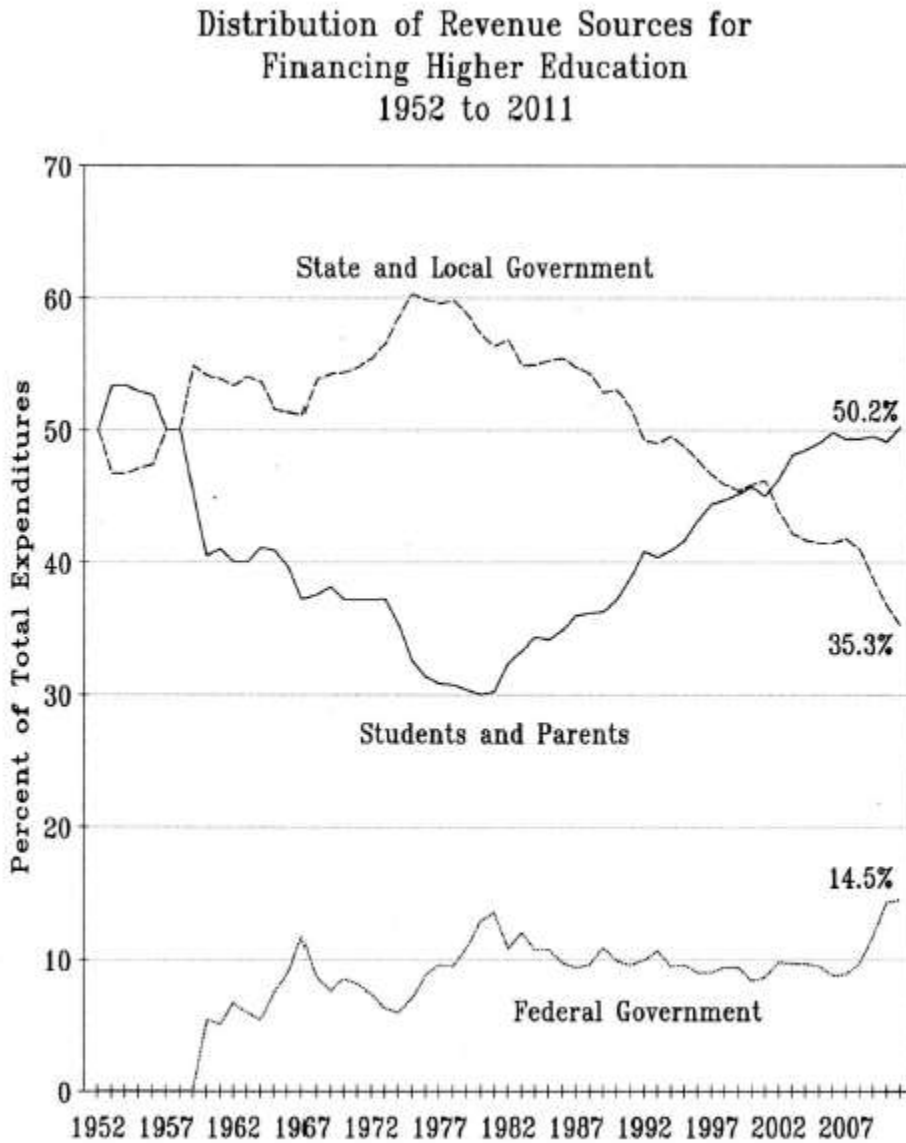 Distribution of Revenue Sources for
Financing Higher Education
1952 to 2011
70
State and Local Government
60
50.2%
50
40
35.3%
30
Students and Parents
20
14.5%
10
Federal Government
0
1952 1957 1962 1967 1972 1977 1982 1987 1992 1997 2002 2007
Percent of Total Expenditures